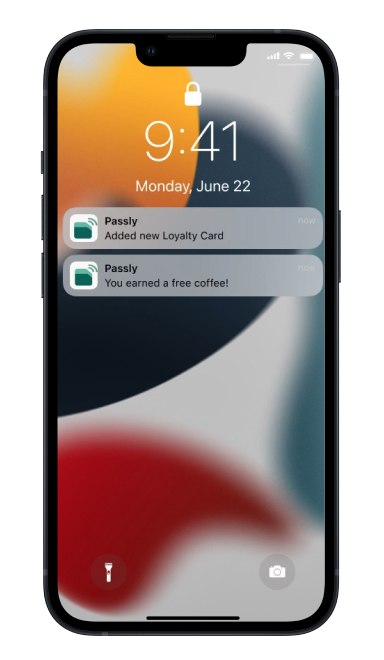 9:41
Monday, June 22
Passly
now
Added new Loyalty Card
Passly
now
You earned a free coffee!